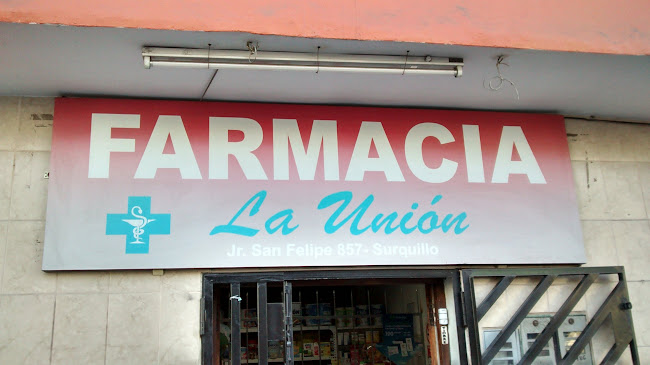 FARMACIA
La Unión
Jr. San Felipe 857- Surquillo